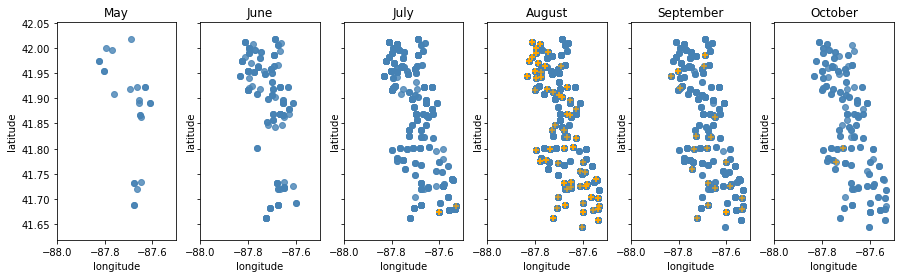 May June July August September October
42.05
42.00
41.95
41.90
41.85
41.80
41.75
41.70
41.65
latitude latitude latitude latitude latitude latitude
−88.0 −87.8 −87.6 −88.0 −87.8 −87.6 −88.0 −87.8 −87.6 −88.0 −87.8 −87.6 −88.0 −87.8 −87.6 −88.0 −87.8 −87.6
longitude longitude longitude longitude longitude longitude